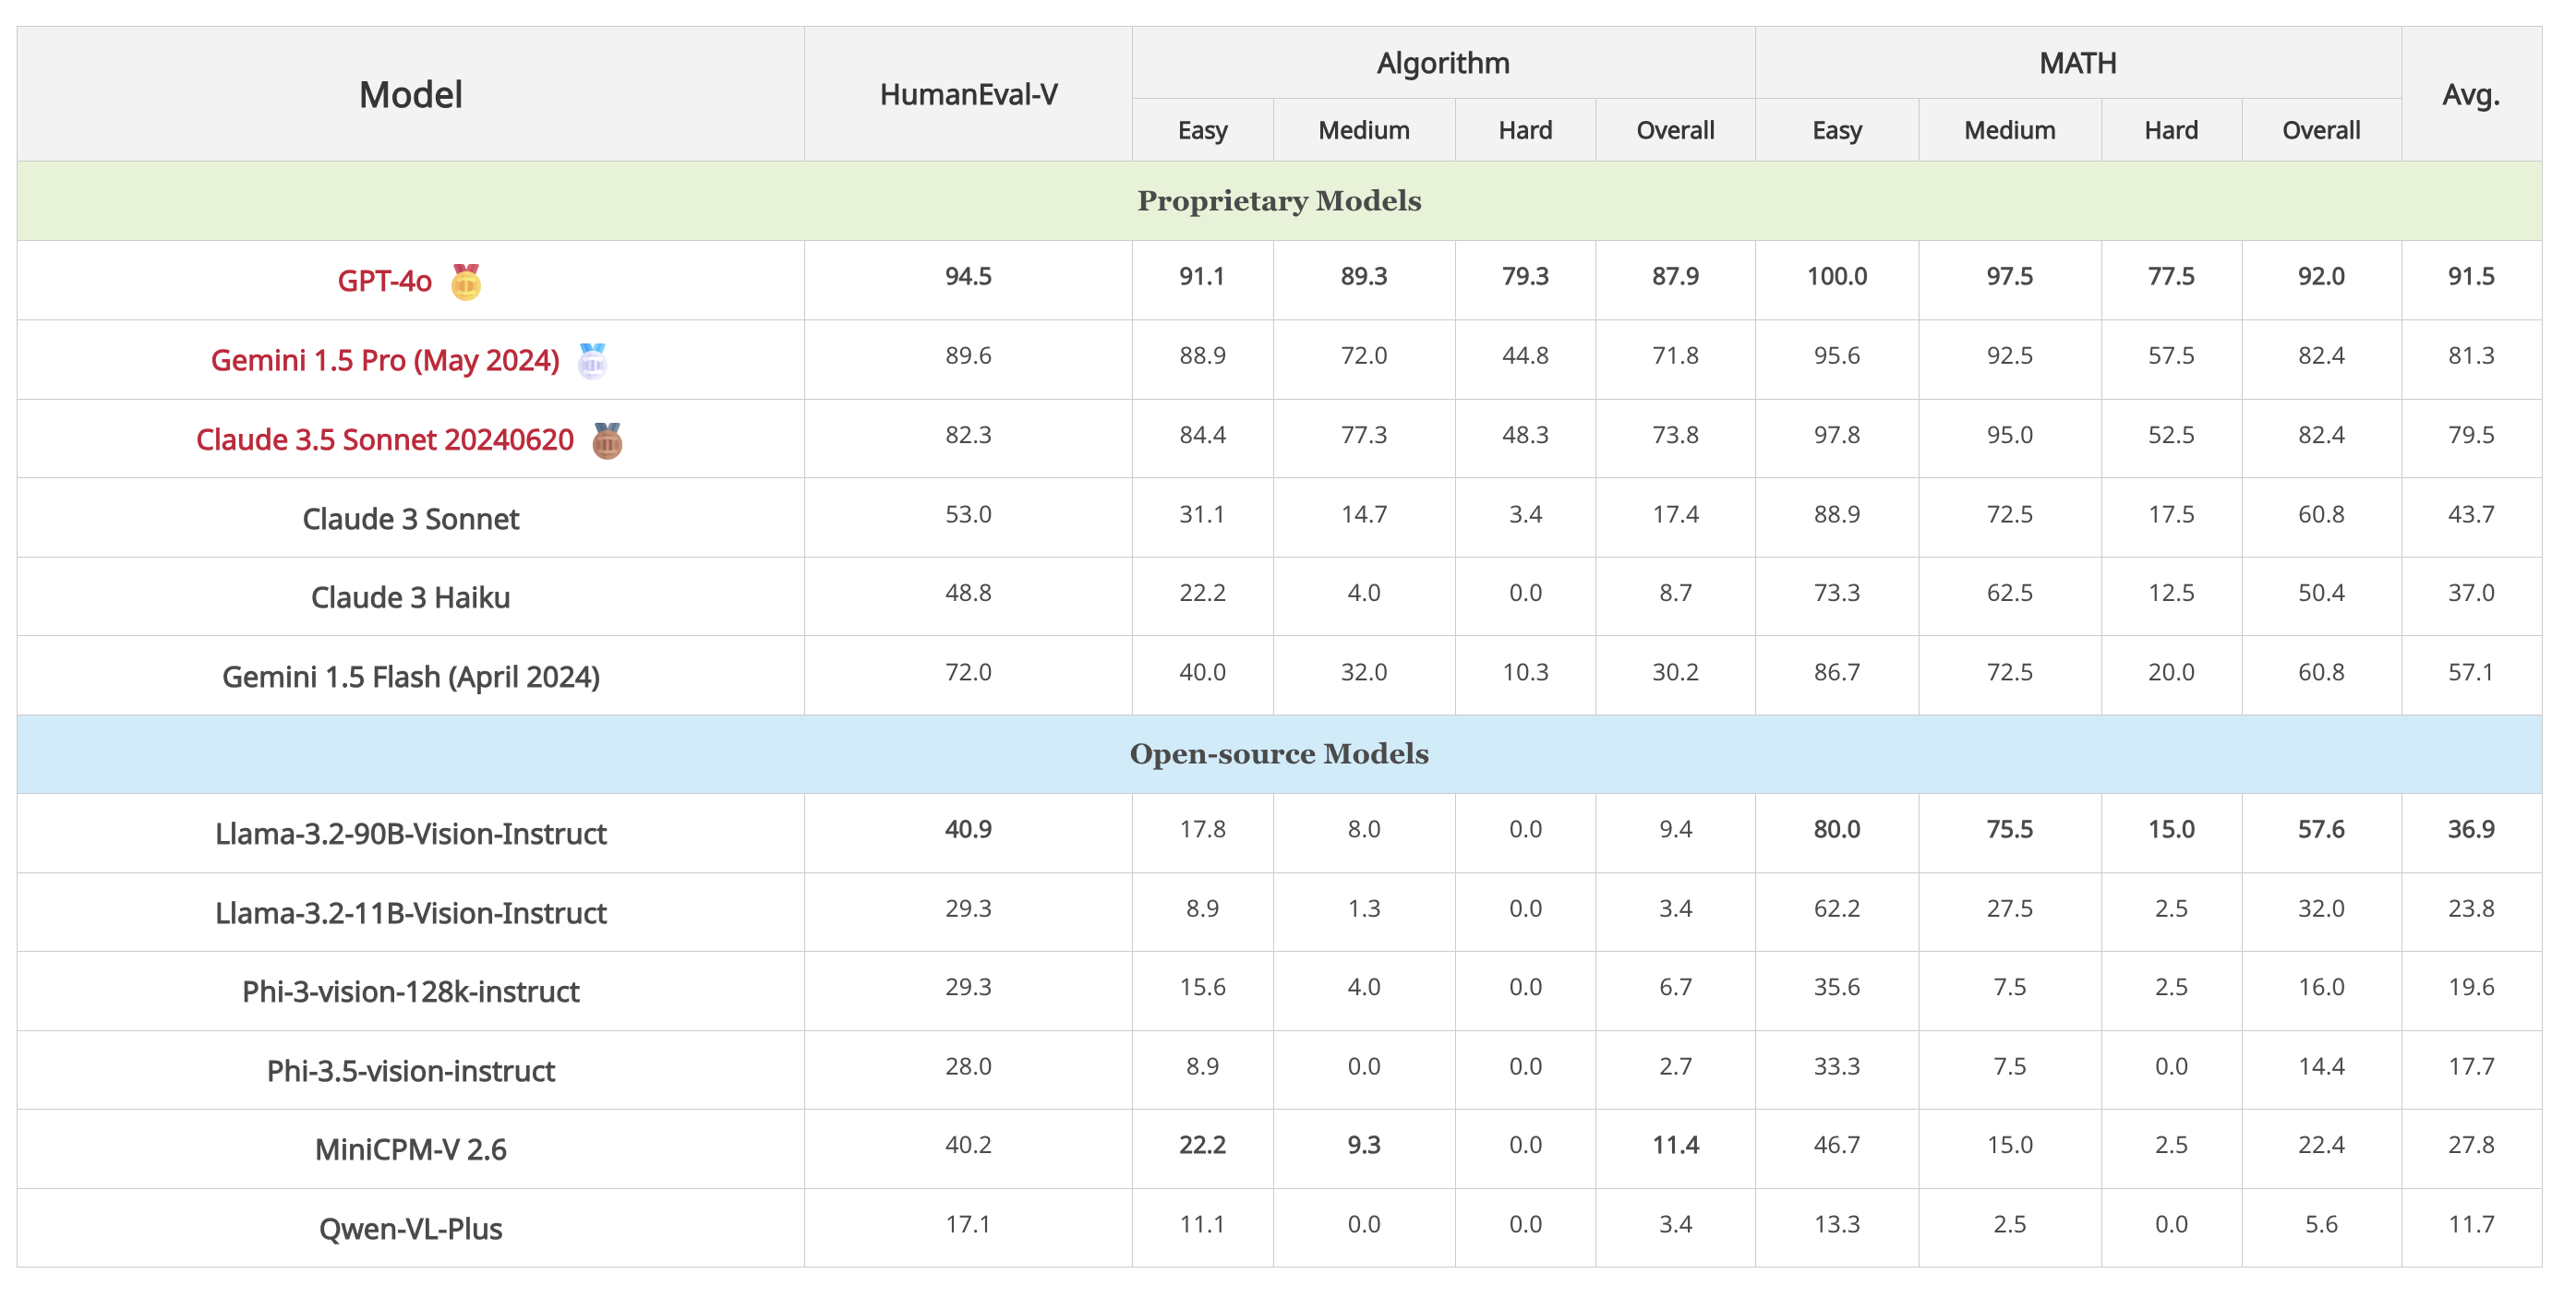 Model HumanEval-V Algorithm MATH Avg.
Easy Medium Hard Overall Easy Medium Hard Overall
Proprietary Models
GPT-4o 94.5 91.1 89.3 79.3 87.9 100.0 97.5 77.5 92.0 91.5
Gemini 1.5 Pro (May 2024) 89.6 88.9 72.0 44.8 71.8 95.6 92.5 57.5 82.4 81.3
Claude 3.5 Sonnet 20240620 82.3 84.4 77.3 48.3 73.8 97.8 95.0 52.5 82.4 79.5
Claude 3 Sonnet 53.0 31.1 14.7 3.4 17.4 88.9 72.5 17.5 60.8 43.7
Claude 3 Haiku 48.8 22.2 4.0 0.0 8.7 73.3 62.5 12.5 50.4 37.0
Gemini 1.5 Flash (April 2024) 72.0 40.0 32.0 10.3 30.2 86.7 72.5 20.0 60.8 57.1
Open-source Models
Llama-3.2-90B-Vision-Instruct 40.9 17.8 8.0 0.0 9.4 80.0 75.5 15.0 57.6 36.9
Llama-3.2-11B-Vision-Instruct 29.3 8.9 1.3 0.0 3.4 62.2 27.5 2.5 32.0 23.8
Phi-3-vision-128k-instruct 29.3 15.6 4.0 0.0 6.7 35.6 7.5 2.5 16.0 19.6
Phi-3.5-vision-instruct 28.0 8.9 0.0 0.0 2.7 33.3 7.5 0.0 14.4 17.7
MiniCPM-V 2.6 40.2 22.2 9.3 0.0 11.4 46.7 15.0 2.5 22.4 27.8
Qwen-VL-Plus 17.1 11.1 0.0 0.0 3.4 13.3 2.5 0.0 5.6 11.7